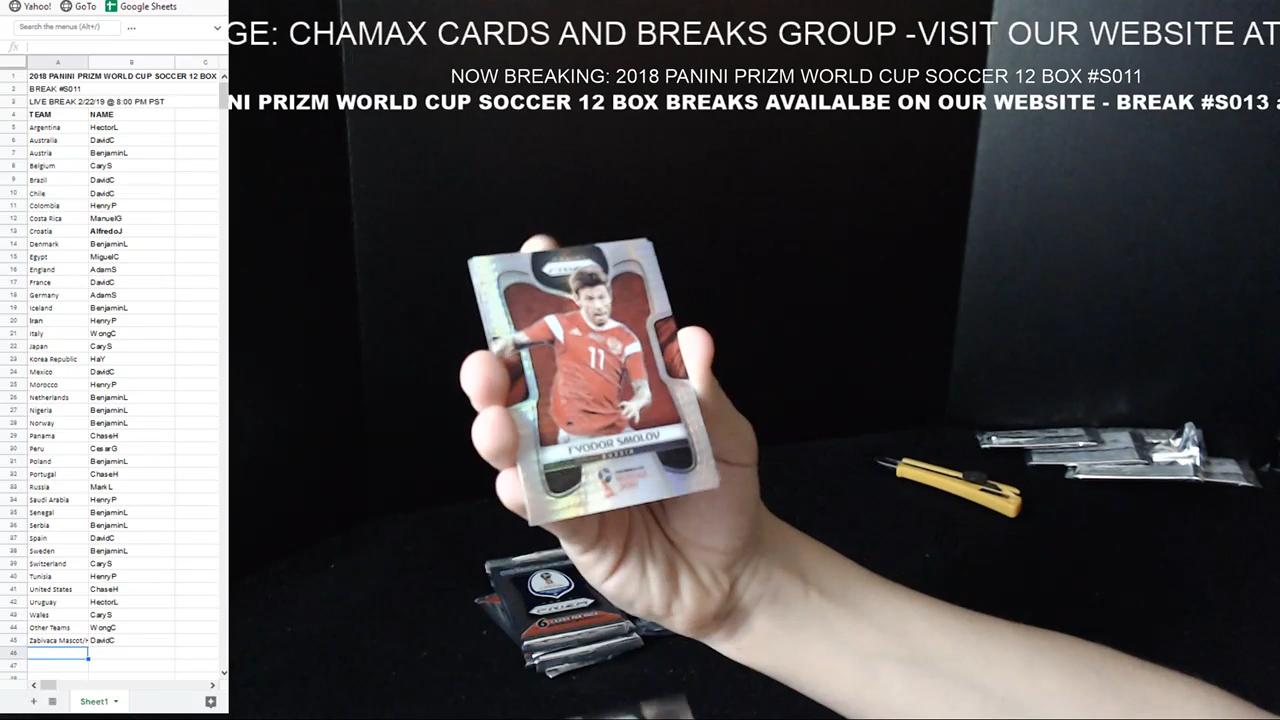 Yahoo! GoTo Google Sheets
Search the menus (Alt+/)
fx
A B C
1 2018 PANINI PRIZM WORLD CUP SOCCER 12 BOX
2 BREAK #S011
3 LIVE BREAK 2/22/19 @ 8:00 PM PST
4 TEAM NAME
5 Argentina HectorL
6 Australia DavidC
7 Austria BenjaminL
8 Belgium CaryS
9 Brazil DavidC
10 Chile DavidC
11 Colombia HenryP
12 Costa Rica ManuelG
13 Croatia AlfredoJ
14 Denmark BenjaminL
15 Egypt MiguelC
16 England AdamS
17 France DavidC
18 Germany AdamS
19 Iceland BenjaminL
20 Iran HenryP
21 Italy WongC
22 Japan CaryS
23 Korea Republic HaY
24 Mexico DavidC
25 Morocco HenryP
26 Netherlands BenjaminL
27 Nigeria BenjaminL
28 Norway BenjaminL
29 Panama ChaseH
30 Peru CesarG
31 Poland BenjaminL
32 Portugal ChaseH
33 Russia MarkL
34 Saudi Arabia HenryP
35 Senegal BenjaminL
36 Serbia BenjaminL
37 Spain DavidC
38 Sweden BenjaminL
39 Switzerland CaryS
40 Tunisia HenryP
41 United States ChaseH
42 Uruguay HectorL
43 Wales CaryS
44 Other Teams WongC
45 Zabivaca Mascot/ DavidC
46
47
Sheet1
GE: CHAMAX CARDS AND BREAKS GROUP -VISIT OUR WEBSITE AT
NOW BREAKING: 2018 PANINI PRIZM WORLD CUP SOCCER 12 BOX #S011
NI PRIZM WORLD CUP SOCCER 12 BOX BREAKS AVAILALBE ON OUR WEBSITE - BREAK #S013
PRIZM
11
FYODOR SMOLOV
RUSSIA
PRIZM